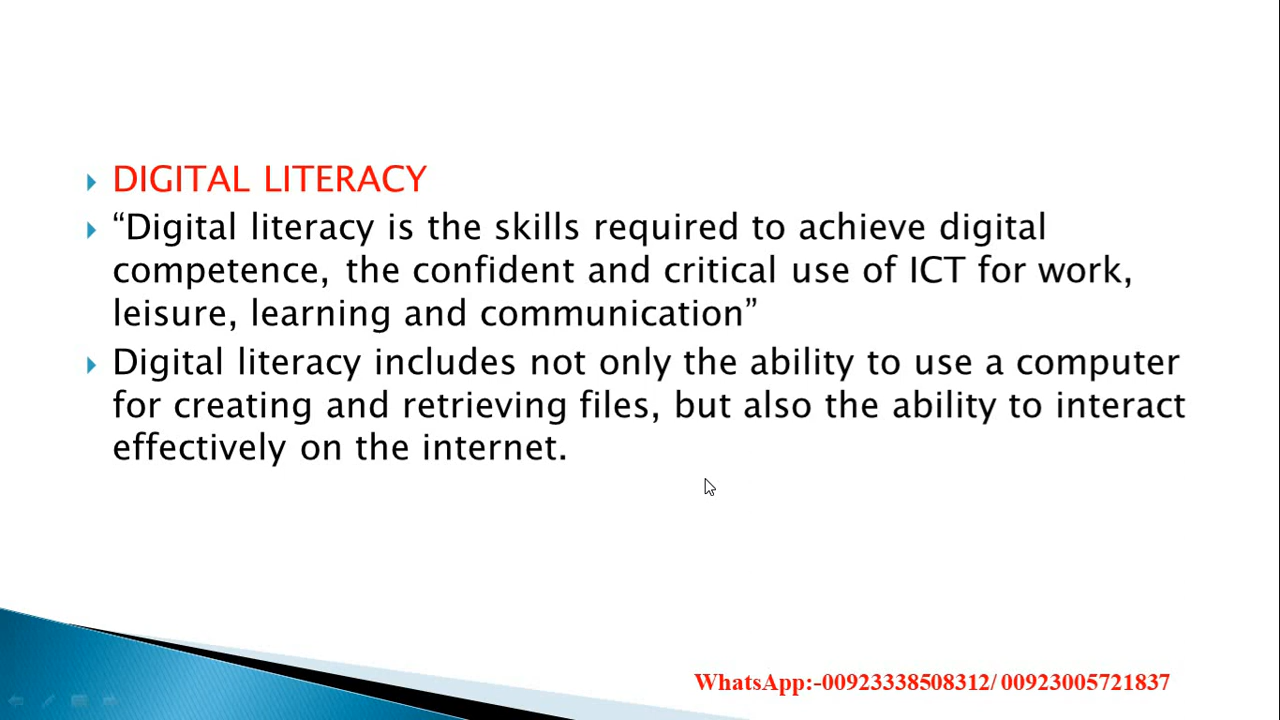 DIGITAL LITERACY
“Digital literacy is the skills required to achieve digital
competence, the confident and critical use of ICT for work,
leisure, learning and communication”
Digital literacy includes not only the ability to use a computer
for creating and retrieving files, but also the ability to interact
effectively on the internet.
WhatsApp:-00923338508312/ 00923005721837